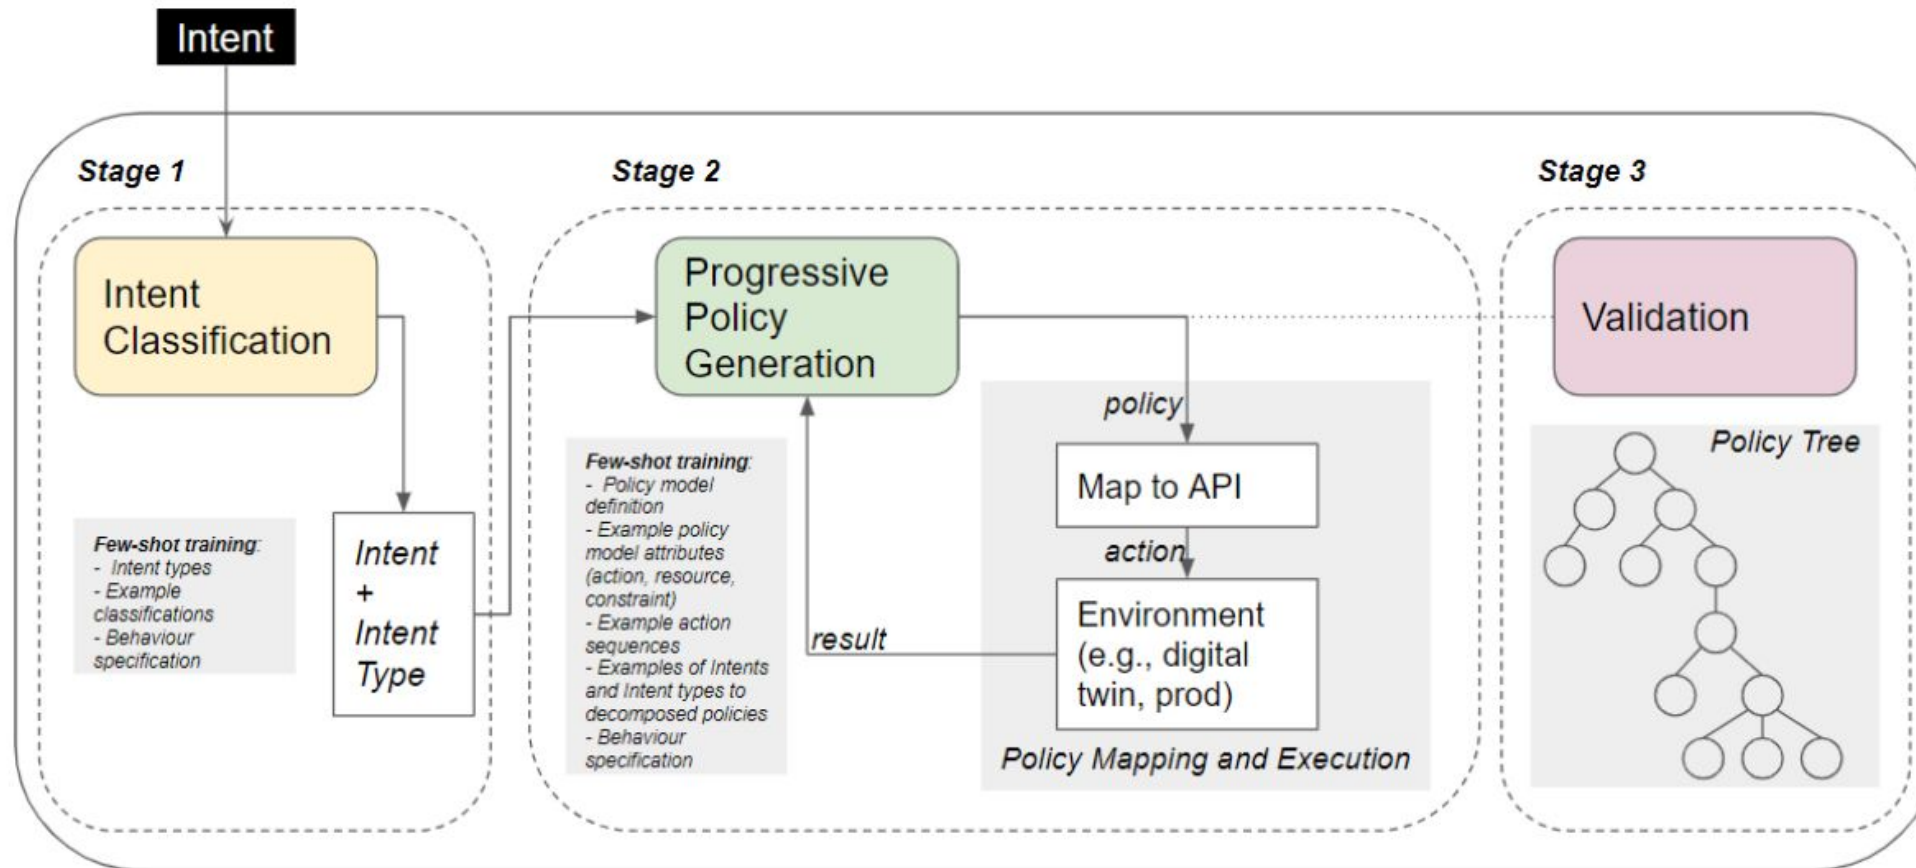 Intent
Stage 1
Intent
Classification
Few-shot training:
- Intent types
- Example
classifications
- Behaviour
specification
Intent
+
Intent
Type
Stage 2
Progressive
Policy
Generation
Few-shot training:
- Policy model
definition
- Example policy
model attributes
(action, resource,
constraint)
- Example action
sequences
- Examples of Intents
and Intent types to
decomposed policies
- Behaviour
specification
policy
Map to API
action
Environment
(e.g., digital
twin, prod)
result
Policy Mapping and Execution
Stage 3
Validation
Policy Tree